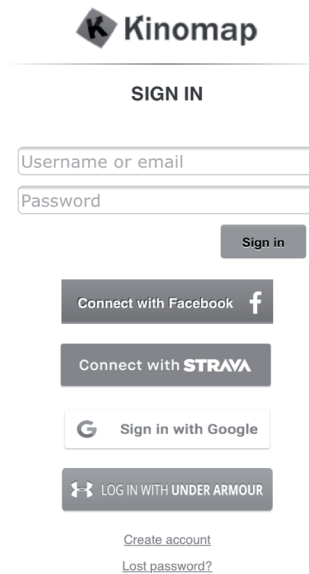 Kinomap
SIGN IN
Username or email
Password
Sign in
Connect with Facebook f
Connect with STRAVA
G Sign in with Google
LOG IN WITH UNDER ARMOUR
Create account
Lost password?